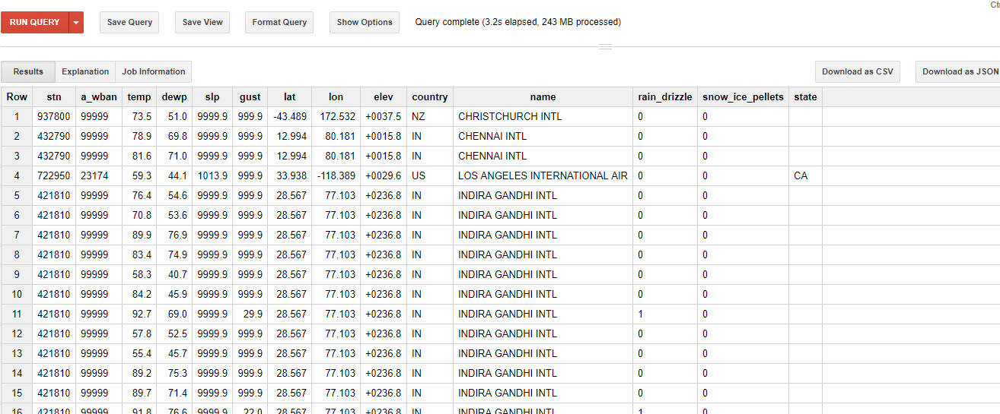 Ct
RUN QUERY Save Query Save View Format Query Show Options Query complete (3.2s elapsed, 243 MB processed)
Results Explanation Job Information Download as CSV Download as JSON
Row stn a_wban temp dewp slp gust lat lon elev country name rain_drizzle snow_ice_pellets state
1 937800 99999 73.5 51.0 9999.9 999.9 -43.489 172.532 +0037.5 NZ CHRISTCHURCH INTL 0 0
2 432790 99999 78.9 69.8 9999.9 999.9 12.994 80.181 +0015.8 IN CHENNAI INTL 0 0
3 432790 99999 81.6 71.0 9999.9 999.9 12.994 80.181 +0015.8 IN CHENNAI INTL 0 0
4 722950 23174 59.3 44.1 1013.9 999.9 33.938 -118.389 +0029.6 US LOS ANGELES INTERNATIONAL AIR 0 0 CA
5 421810 99999 76.4 54.6 9999.9 999.9 28.567 77.103 +0236.8 IN INDIRA GANDHI INTL 0 0
6 421810 99999 70.8 53.6 9999.9 999.9 28.567 77.103 +0236.8 IN INDIRA GANDHI INTL 0 0
7 421810 99999 89.9 76.9 9999.9 999.9 28.567 77.103 +0236.8 IN INDIRA GANDHI INTL 0 0
8 421810 99999 83.4 74.9 9999.9 999.9 28.567 77.103 +0236.8 IN INDIRA GANDHI INTL 0 0
9 421810 99999 58.3 40.7 9999.9 999.9 28.567 77.103 +0236.8 IN INDIRA GANDHI INTL 0 0
10 421810 99999 84.2 45.9 9999.9 999.9 28.567 77.103 +0236.8 IN INDIRA GANDHI INTL 0 0
11 421810 99999 92.7 69.0 9999.9 29.9 28.567 77.103 +0236.8 IN INDIRA GANDHI INTL 1 0
12 421810 99999 57.8 52.5 9999.9 999.9 28.567 77.103 +0236.8 IN INDIRA GANDHI INTL 0 0
13 421810 99999 55.4 45.7 9999.9 999.9 28.567 77.103 +0236.8 IN INDIRA GANDHI INTL 0 0
14 421810 99999 89.2 75.3 9999.9 999.9 28.567 77.103 +0236.8 IN INDIRA GANDHI INTL 0 0
15 421810 99999 89.7 71.4 9999.9 999.9 28.567 77.103 +0236.8 IN INDIRA GANDHI INTL 0 0
16 421810 99999 91.8 76.6 9999.9 22.0 28.567 77.103 +0236.8 IN INDIRA GANDHI INTL 1 0